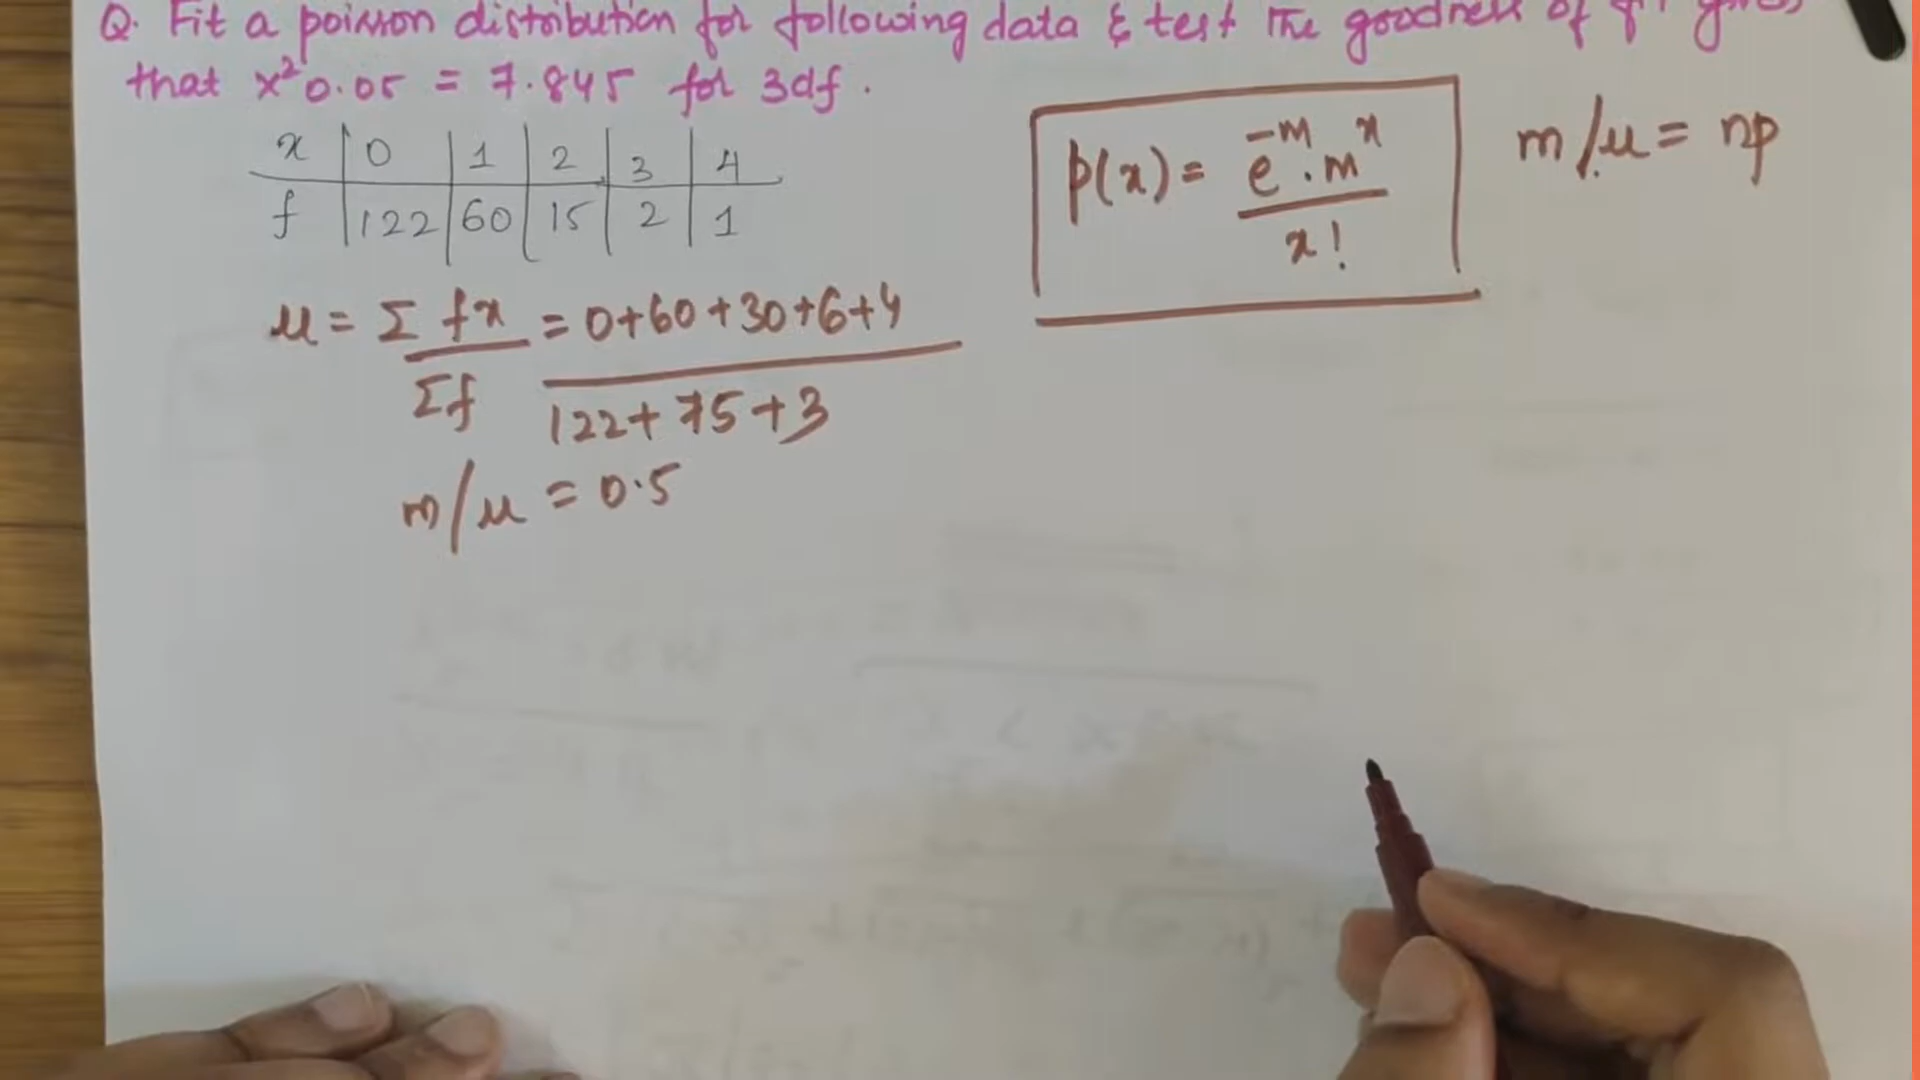 Q. Fit a poisson distribution for following data & test the goodness of
that x² 0.05 = 7.845 for 3df.
x | 0 | 1 | 2 | 3 | 4
f | 122 | 60 | 15 | 2 | 1
p(x) = e^-m . m^x / x!
m/μ = np
μ = Σfx / Σf = 0+60+30+6+4 / 122+75+3
m/μ = 0.5